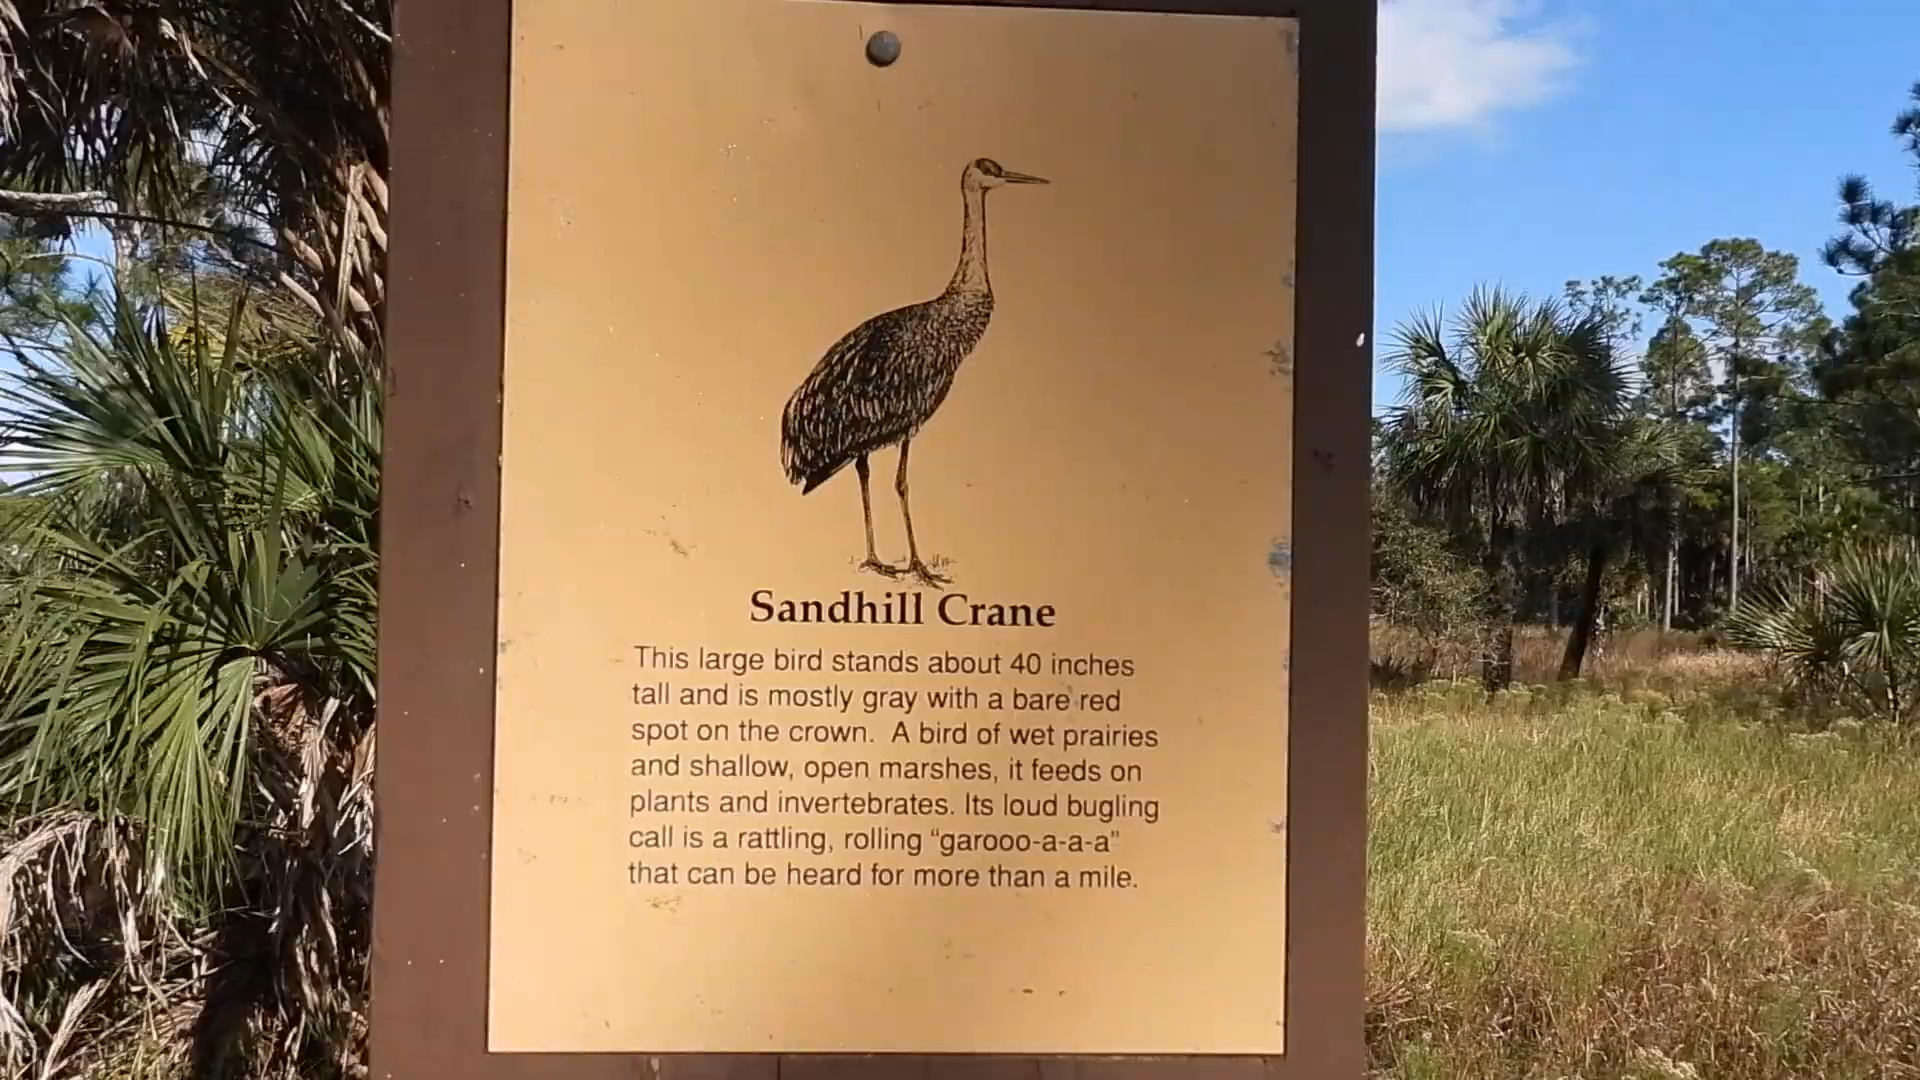 Sandhill Crane
This large bird stands about 40 inches
tall and is mostly gray with a bare red
spot on the crown.  A bird of wet prairies
and shallow, open marshes, it feeds on
plants and invertebrates. Its loud bugling
call is a rattling, rolling “garooo-a-a-a”
that can be heard for more than a mile.